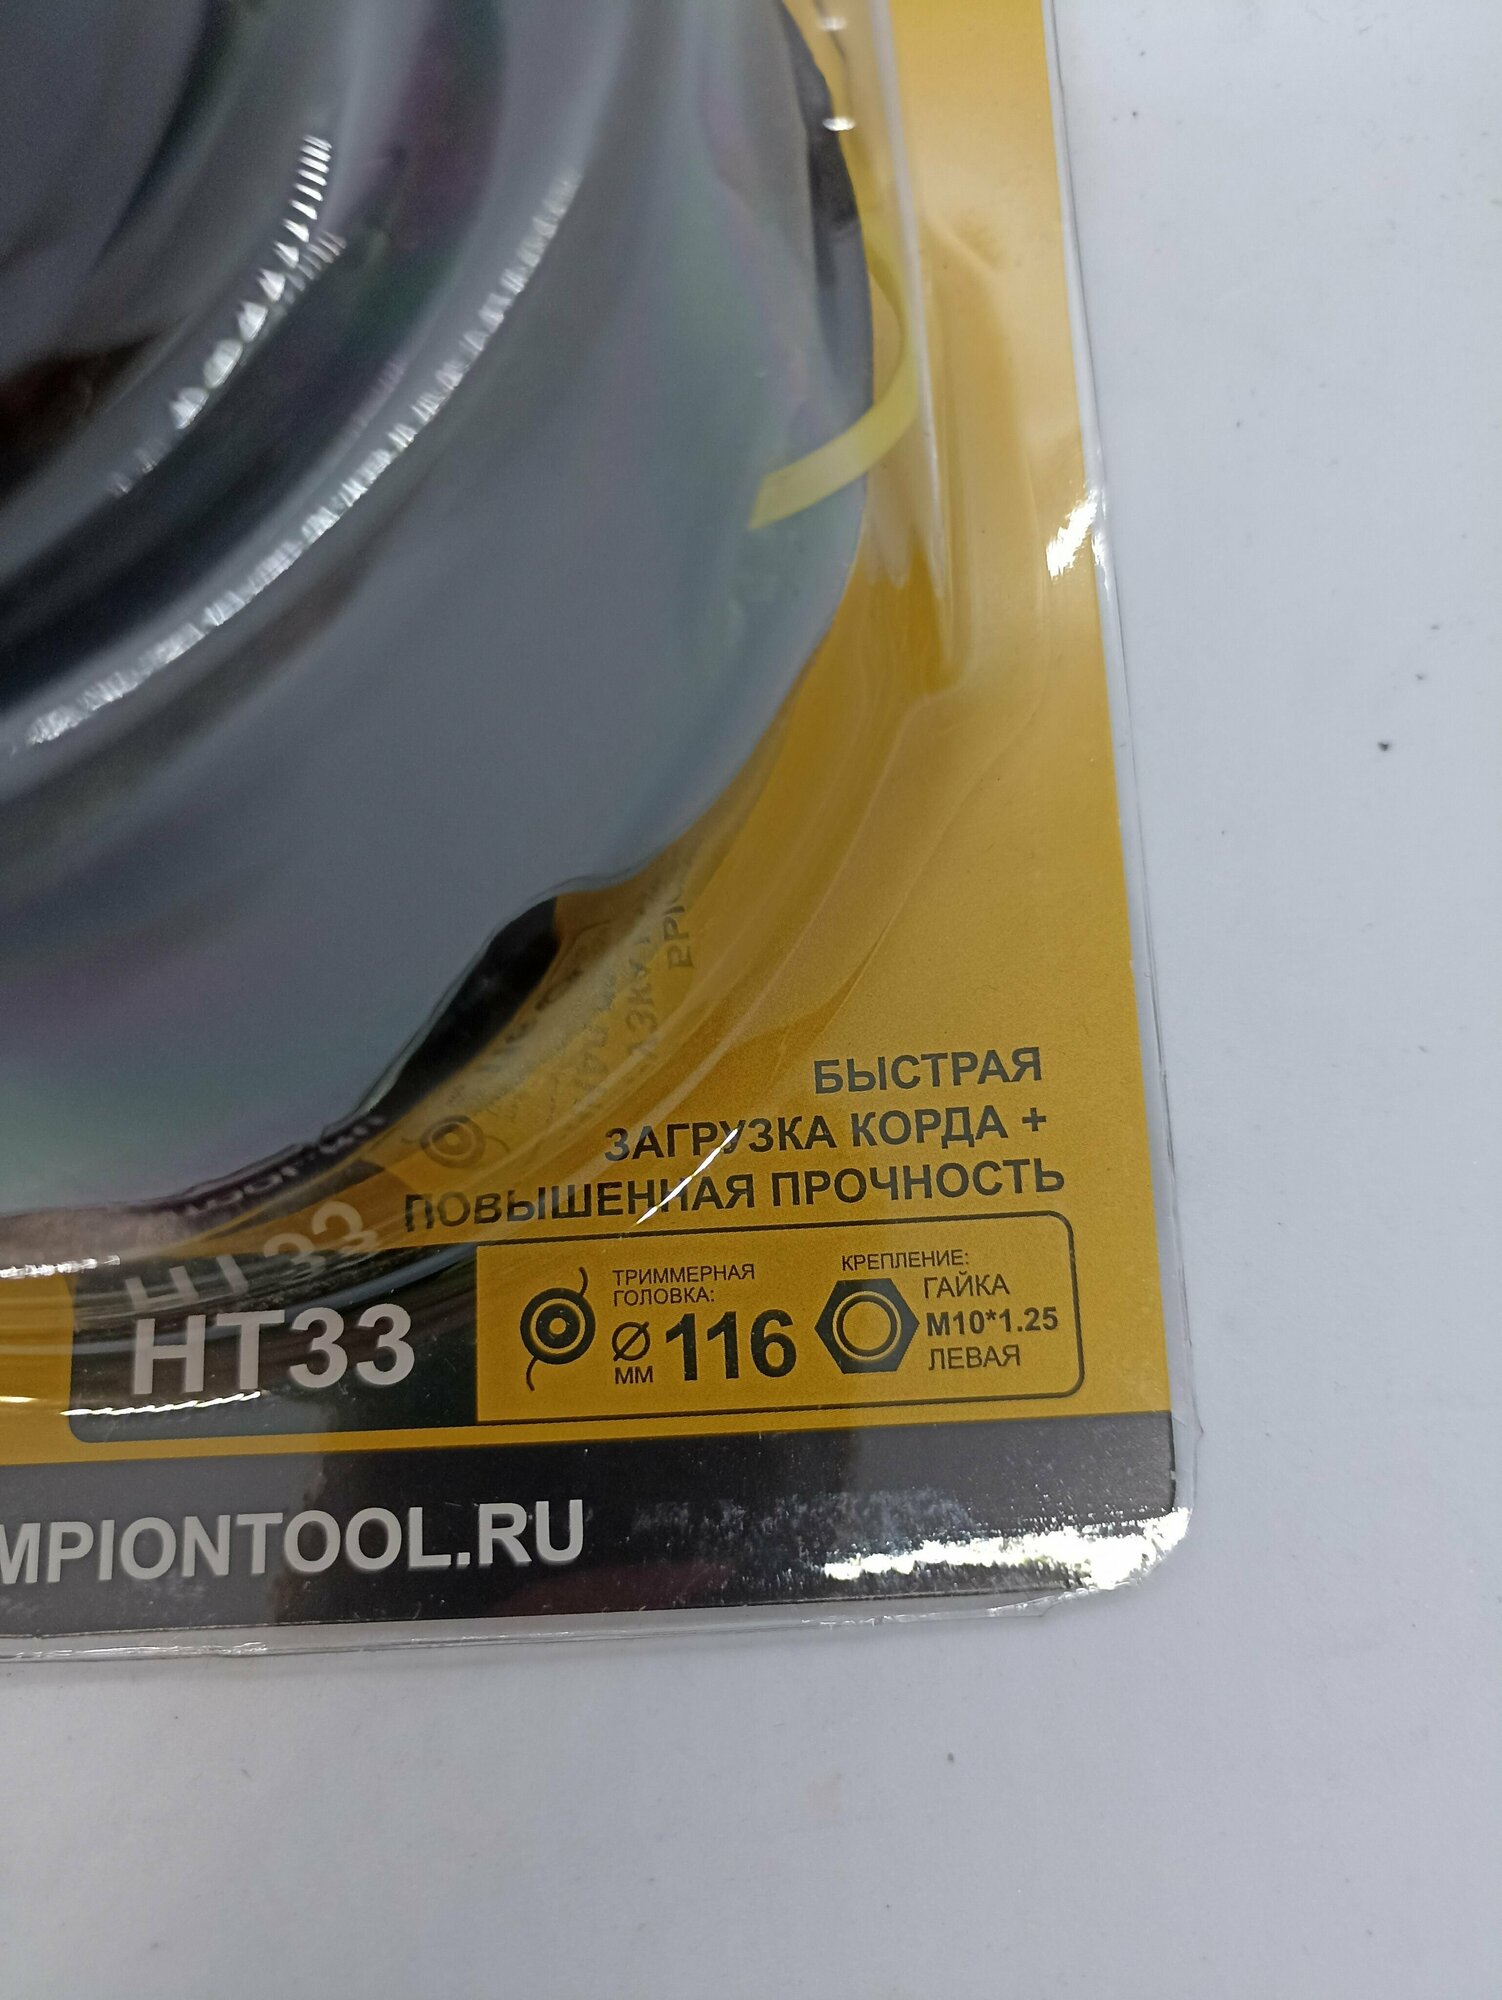 БЫСТРАЯ
ЗАГРУЗКА КОРДА +
ПОВЫШЕННАЯ ПРОЧНОСТЬ
HT33
ТРИММЕРНАЯ
ГОЛОВКА:
Ø
ММ
116
КРЕПЛЕНИЕ:
ГАЙКА
M10*1.25
ЛЕВАЯ
MPIONTOOL.RU